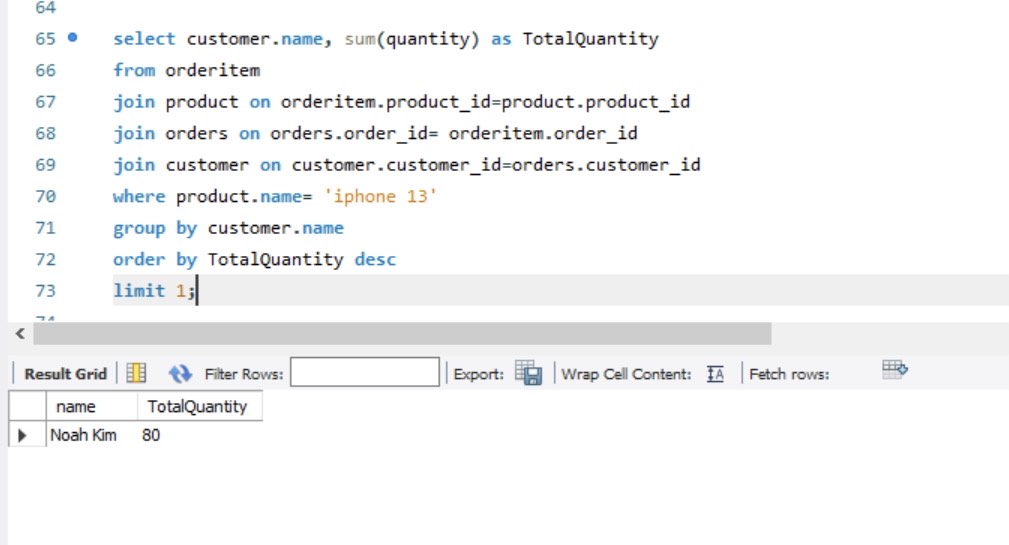 64
65 select customer.name, sum(quantity) as TotalQuantity
66 from orderitem
67 join product on orderitem.product_id=product.product_id
68 join orders on orders.order_id= orderitem.order_id
69 join customer on customer.customer_id=orders.customer_id
70 where product.name= 'iphone 13'
71 group by customer.name
72 order by TotalQuantity desc
73 limit 1;
74
Result Grid Filter Rows: Export: Wrap Cell Content: IA Fetch rows:
name TotalQuantity
Noah Kim 80